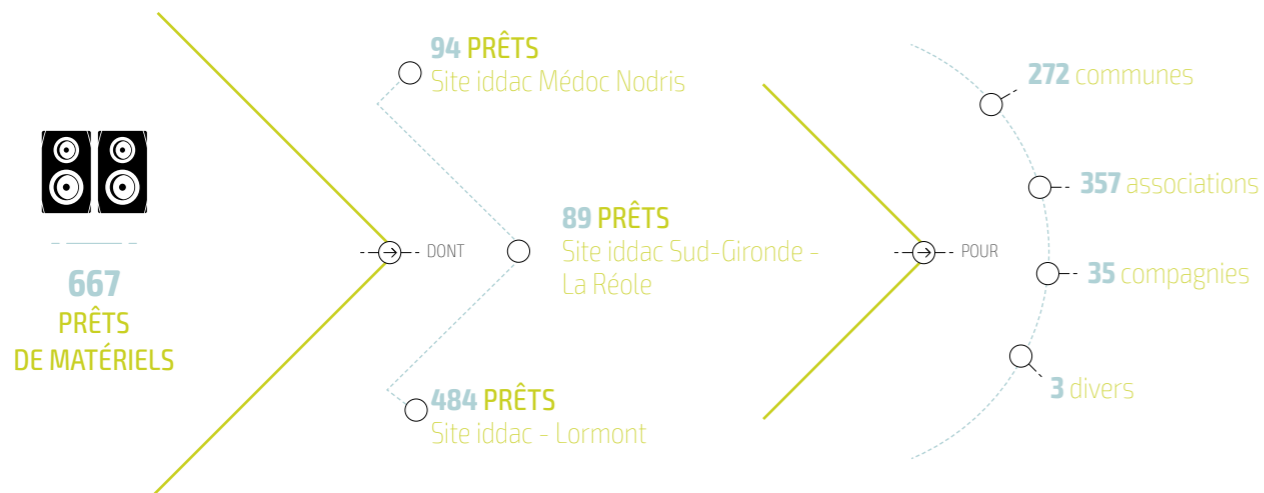 667
PRÊTS
DE MATÉRIELS
DONT
94 PRÊTS
Site iddac Médoc Nodris
89 PRÊTS
Site iddac Sud-Gironde -
La Réole
484 PRÊTS
Site iddac - Lormont
POUR
272 communes
357 associations
35 compagnies
3 divers